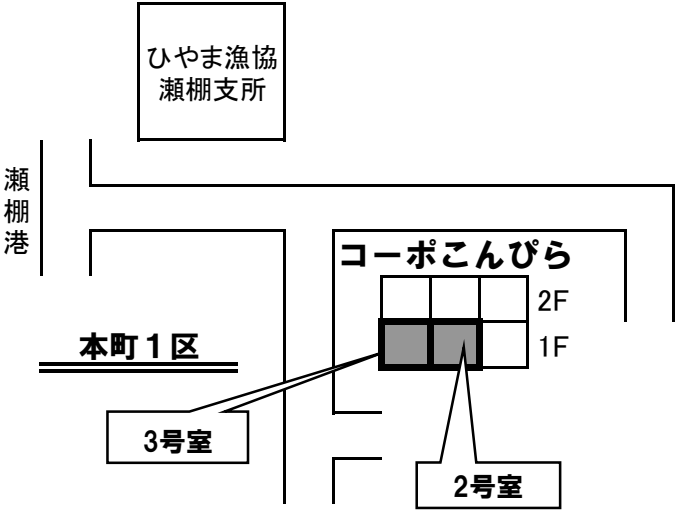 ひやま漁協
瀬棚支所
瀬棚港
コーポこんぴら
2F
1F
本町１区
3号室
2号室